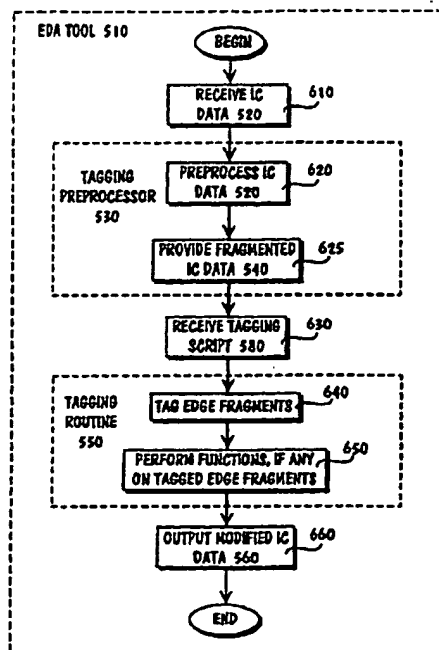 EDA TOOL 510
BEGIN
RECEIVE IC
DATA 520
610
TAGGING
PREPROCESSOR
530
PREPROCESS IC
DATA 520
620
PROVIDE FRAGMENTED
IC DATA 540
625
RECEIVE TAGGING
SCRIPT 580
630
TAGGING
ROUTINE
550
TAG EDGE FRAGMENTS
640
PERFORM FUNCTIONS, IF ANY
ON TAGGED EDGE FRAGMENTS
650
OUTPUT MODIFIED IC
DATA 560
660
END